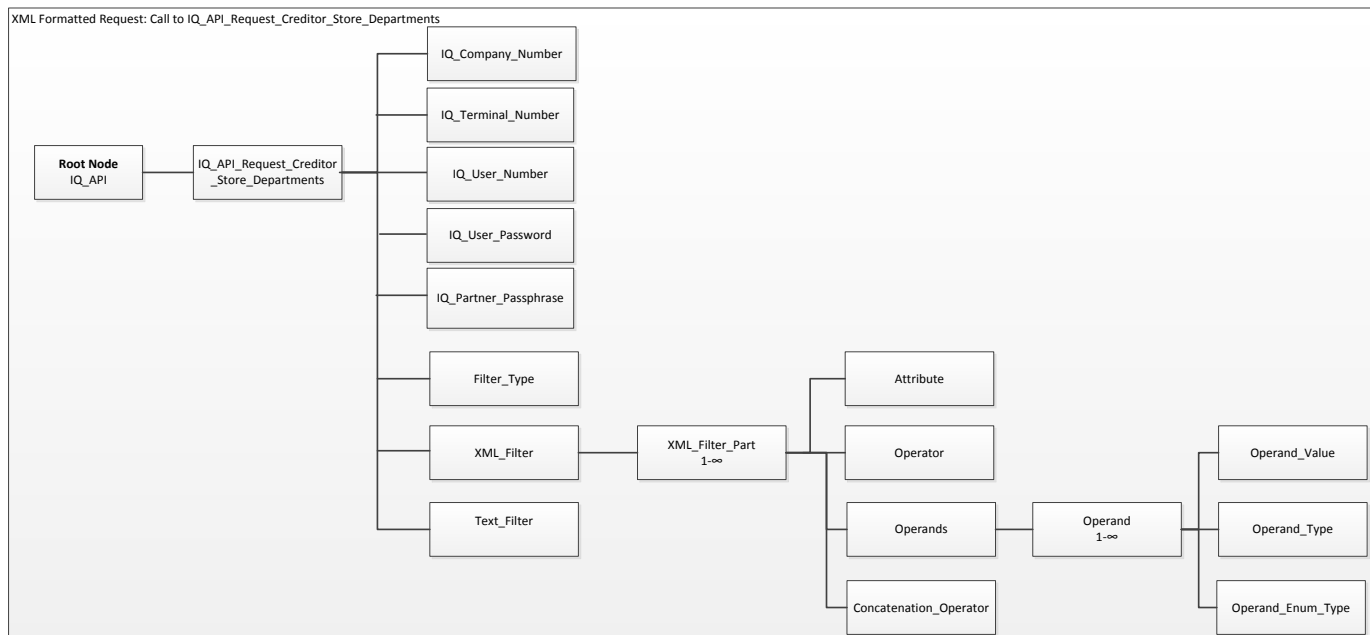 XML Formatted Request: Call to IQ_API_Request_Creditor_Store_Departments
IQ_Company_Number
IQ_Terminal_Number
Root Node
IQ_API
IQ_API_Request_Creditor
_Store_Departments
IQ_User_Number
IQ_User_Password
IQ_Partner_Passphrase
Filter_Type
Attribute
XML_Filter
XML_Filter_Part
1-∞
Operator
Operand_Value
Text_Filter
Operands
Operand
1-∞
Operand_Type
Concatenation_Operator
Operand_Enum_Type